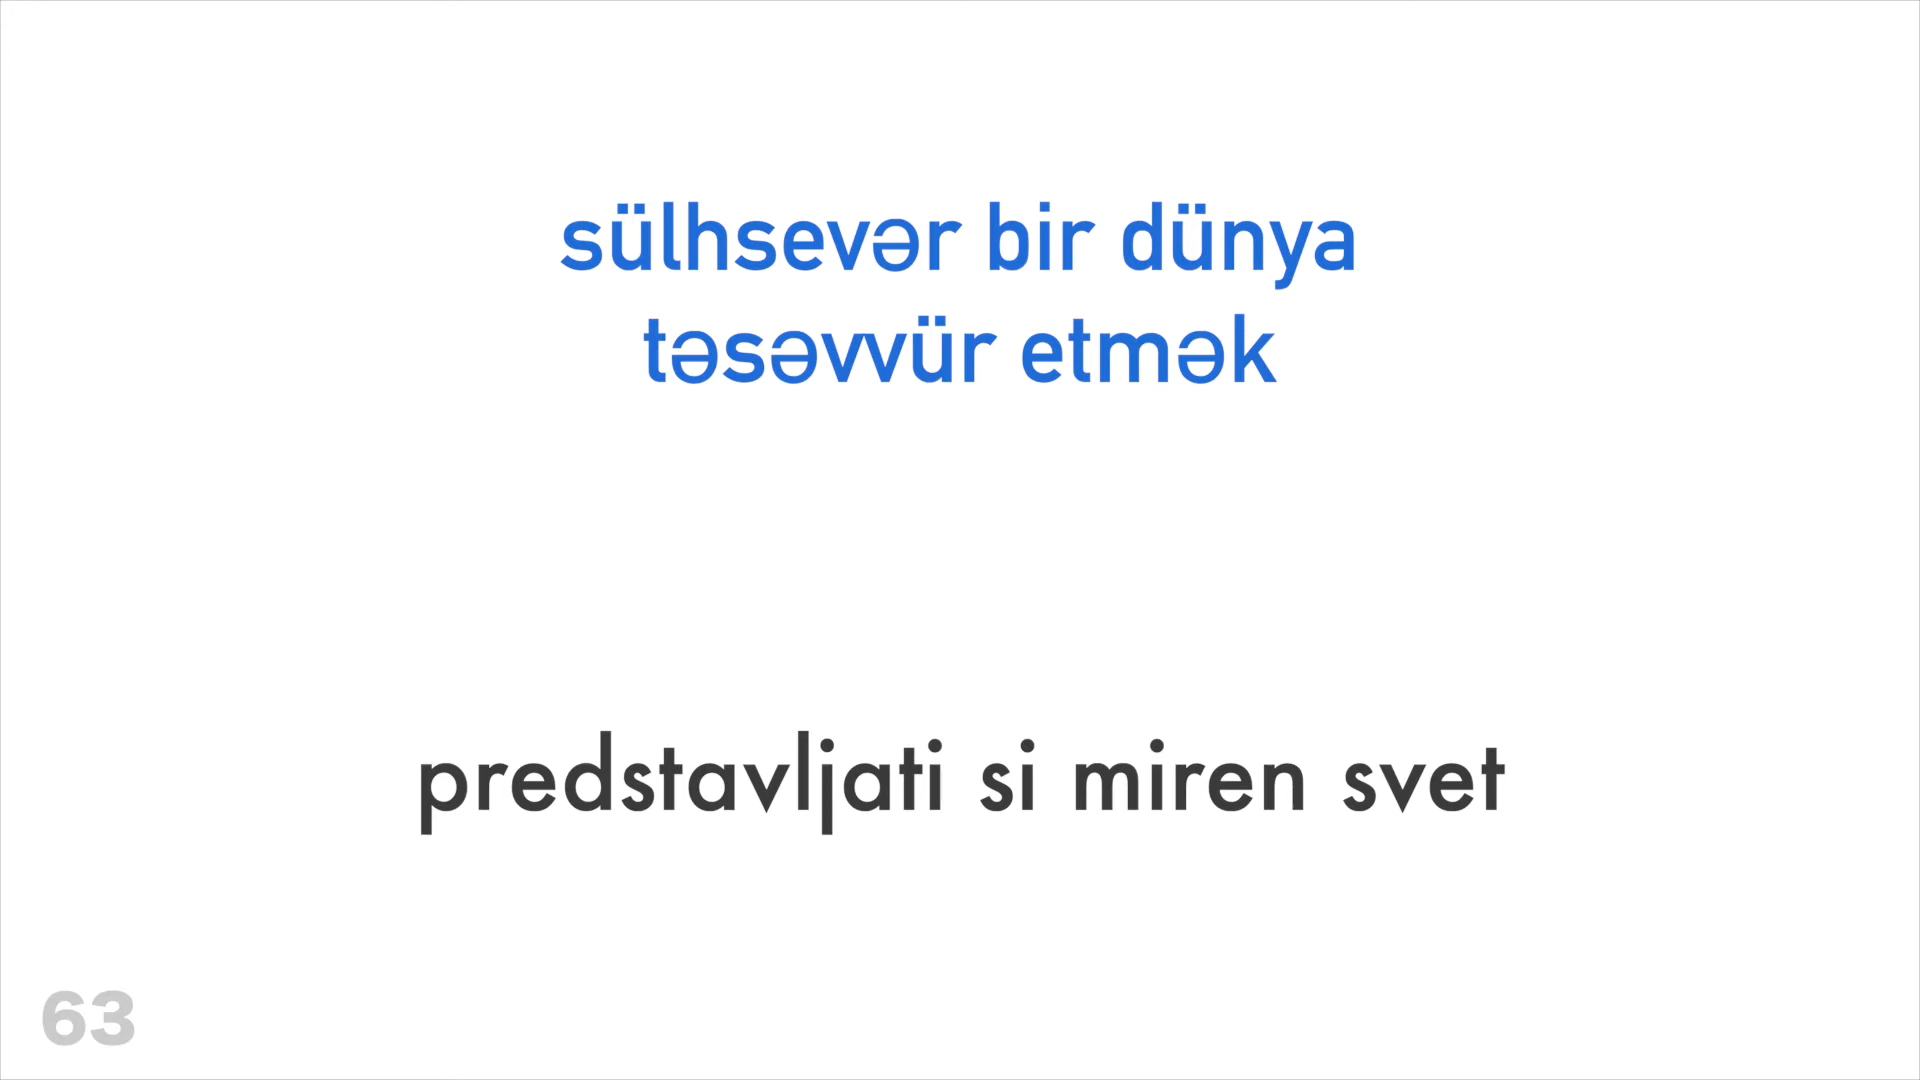 sülhsevər bir dünya
təsəvvür etmək
predstavljati si miren svet
63